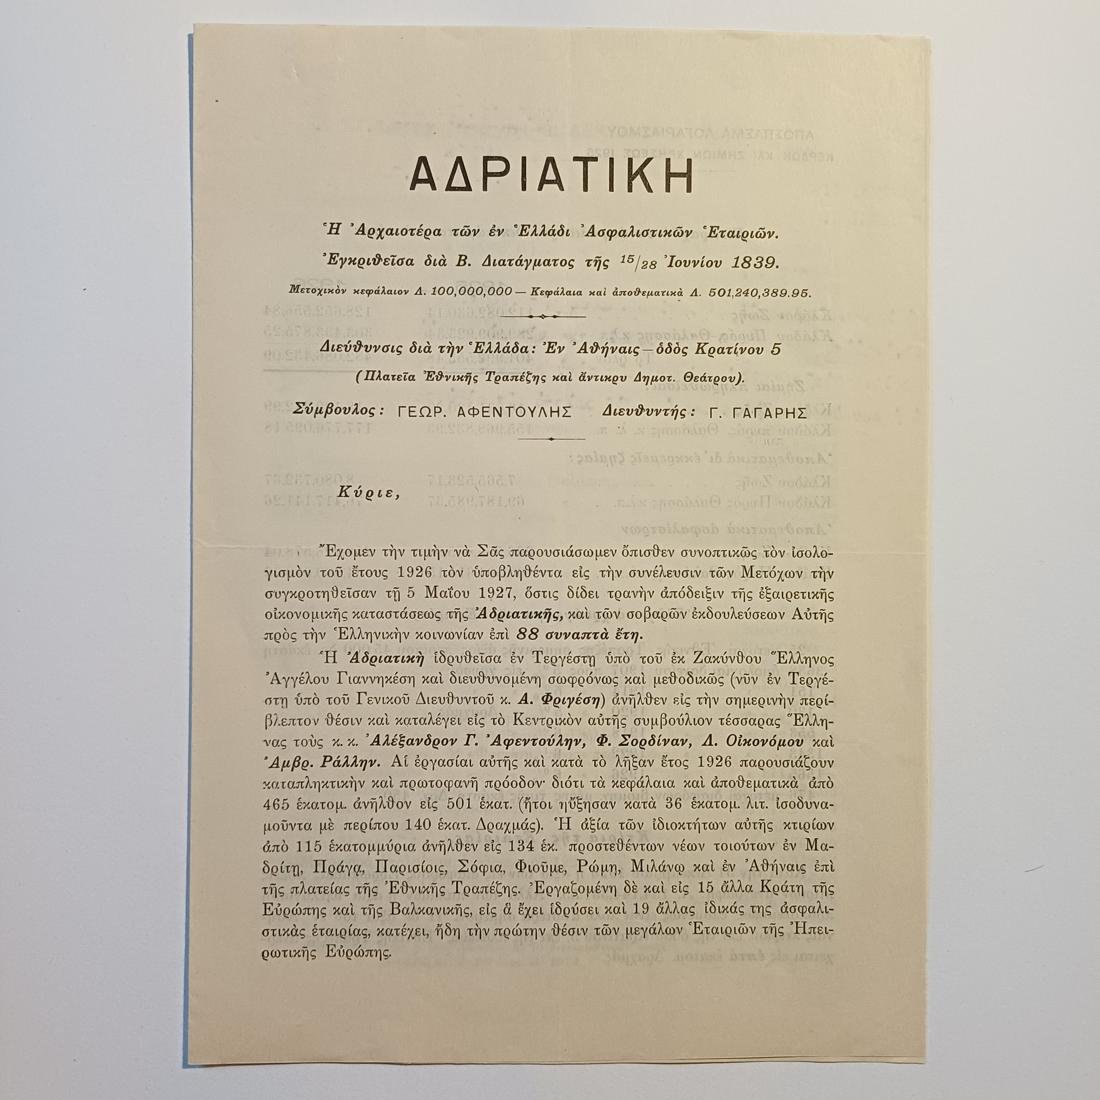 ΑΔΡΙΑΤΙΚΗ
Ἡ Ἀρχαιοτέρα τῶν ἐν Ἑλλάδι Ἀσφαλιστικῶν Ἑταιριῶν.
Ἐγκριθεῖσα διὰ Β. Διατάγματος τῆς 15/28 Ἰουνίου 1839.
Μετοχικὸν κεφάλαιον Λ. 100,000,000 — Κεφάλαια καὶ ἀποθεματικὰ Λ. 501,240,389.95.
Διεύθυνσις διὰ τὴν Ἑλλάδα: Ἐν Ἀθήναις — ὁδὸς Κρατίνου 5
(Πλατεῖα Ἐθνικῆς Τραπέζης καὶ ἄντικρυ Δημοτ. Θεάτρου).
Σύμβουλος: ΓΕΩΡ. ΑΦΕΝΤΟΥΛΗΣ Διευθυντής: Γ. ΓΑΓΑΡΗΣ
Κύριε,
Ἔχομεν τὴν τιμὴν νὰ Σᾶς παρουσιάσωμεν ὄπισθεν συνοπτικῶς τὸν ἰσολο-
γισμὸν τοῦ ἔτους 1926 τὸν ὑποβληθέντα εἰς τὴν συνέλευσιν τῶν Μετόχων τὴν
συγκροτηθεῖσαν τῇ 5 Μαΐου 1927, ὅστις δίδει τρανὴν ἀπόδειξιν τῆς ἐξαιρετικῆς
οἰκονομικῆς καταστάσεως τῆς Ἀδριατικῆς, καὶ τῶν σοβαρῶν ἐκδουλεύσεων Αὐτῆς
πρὸς τὴν Ἑλληνικὴν κοινωνίαν ἐπὶ 88 συναπτὰ ἔτη.
Ἡ Ἀδριατικὴ ἱδρυθεῖσα ἐν Τεργέστῃ ὑπὸ τοῦ ἐκ Ζακύνθου Ἕλληνος
Ἀγγέλου Γιαννηκέση καὶ διευθυνομένη σωφρόνως καὶ μεθοδικῶς (νῦν ἐν Τεργέ-
στῃ ὑπὸ τοῦ Γενικοῦ Διευθυντοῦ κ. Α. Φριγέση) ἀνῆλθεν εἰς τὴν σημερινὴν περί-
βλεπτον θέσιν καὶ καταλέγει εἰς τὸ Κεντρικὸν αὐτῆς συμβούλιον τέσσαρας Ἕλλη-
νας τοὺς κ. κ. Ἀλέξανδρον Γ. Ἀφεντούλην, Φ. Σορδίναν, Δ. Οἰκονόμου καὶ
Ἀμβρ. Ράλλην. Αἱ ἐργασίαι αὐτῆς καὶ κατὰ τὸ λῆξαν ἔτος 1926 παρουσιάζουν
καταπληκτικὴν καὶ πρωτοφανῆ πρόοδον· διότι τὰ κεφάλαια καὶ ἀποθεματικὰ ἀπὸ
465 ἑκατομ. ἀνῆλθον εἰς 501 ἑκατ. (ἤτοι ηὔξησαν κατὰ 36 ἑκατομ. λιτ. ἰσοδυνα-
μοῦντα μὲ περίπου 140 ἑκατ. Δραχμάς). Ἡ ἀξία τῶν ἰδιοκτήτων αὐτῆς κτιρίων
ἀπὸ 115 ἑκατομμύρια ἀνῆλθεν εἰς 134 ἑκ. προστεθέντων νέων τοιούτων ἐν Μα-
δρίτῃ, Πράγᾳ, Παρισίοις, Σόφια, Φιοῦμε, Ρώμῃ, Μιλάνῳ καὶ ἐν Ἀθήναις ἐπὶ
τῆς πλατείας τῆς Ἐθνικῆς Τραπέζης. Ἐργαζομένη δὲ καὶ εἰς 15 ἄλλα Κράτη τῆς
Εὐρώπης καὶ τῆς Βαλκανικῆς, εἰς ἃ ἔχει ἱδρύσει καὶ 19 ἄλλας ἰδικάς της ἀσφαλι-
στικὰς ἑταιρίας, κατέχει, ἤδη τὴν πρώτην θέσιν τῶν μεγάλων Ἑταιριῶν τῆς Ἠπει-
ρωτικῆς Εὐρώπης.